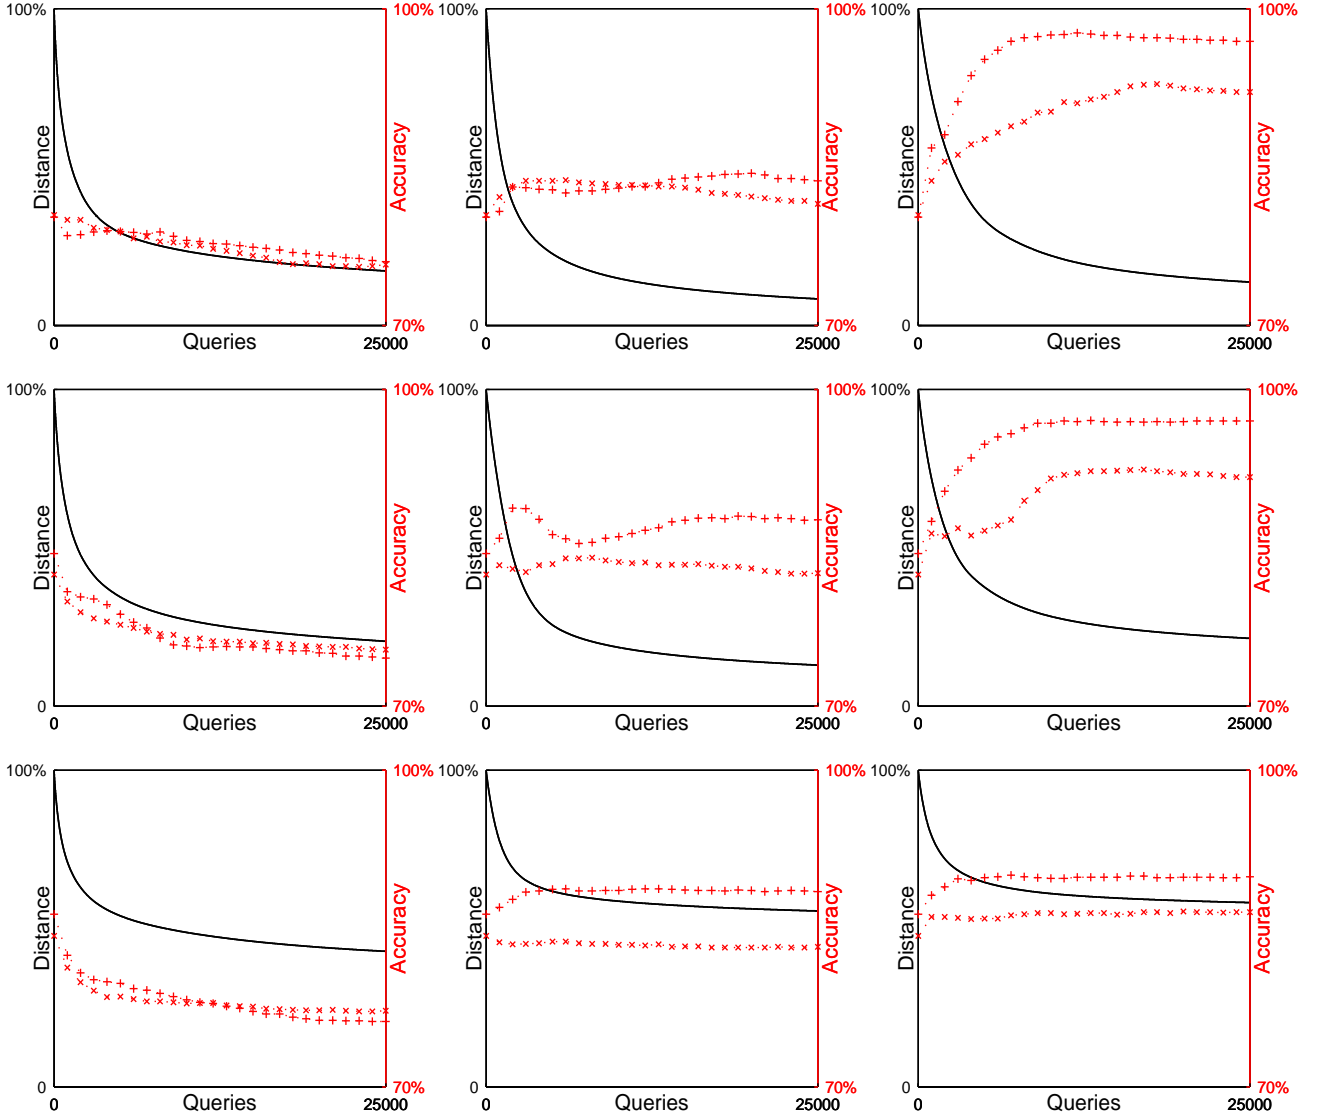 100% 100% 100% 100% 100%
Distance Accuracy Distance Accuracy Distance Accuracy
0 70% 0 70% 0 70%
0 Queries 25000 0 Queries 25000 0 Queries 25000
100% 100% 100% 100% 100% 100%
Distance Accuracy Distance Accuracy Distance Accuracy
0 70% 0 70% 0 70%
0 Queries 25000 0 Queries 25000 0 Queries 25000
100% 100% 100% 100% 100% 100%
Distance Accuracy Distance Accuracy Distance Accuracy
0 70% 0 70% 0 70%
0 Queries 25000 0 Queries 25000 0 Queries 25000